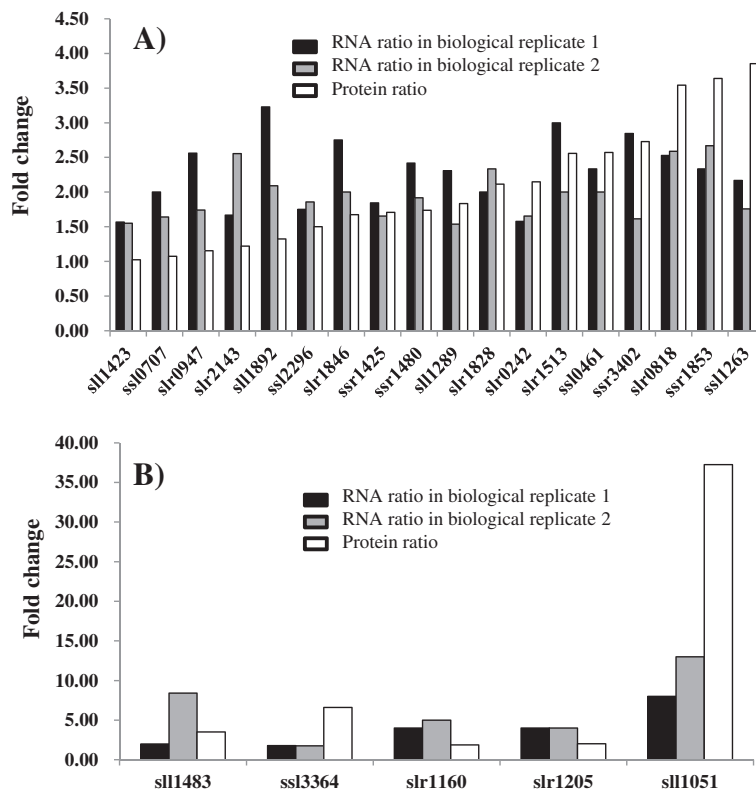 A)
RNA ratio in biological replicate 1
RNA ratio in biological replicate 2
Protein ratio
Fold change
4.50
4.00
3.50
3.00
2.50
2.00
1.50
1.00
0.50
0.00
sll1423
ssl0707
slr0947
slr2143
sll1892
ssl2296
slr1846
ssr1425
ssr1480
sll1289
slr1828
slr0242
slr1513
ssl0461
ssr3402
slr0818
ssr1853
ssl1263
B)
RNA ratio in biological replicate 1
RNA ratio in biological replicate 2
Protein ratio
Fold change
40.00
35.00
30.00
25.00
20.00
15.00
10.00
5.00
0.00
sll1483
ssl3364
slr1160
slr1205
sll1051